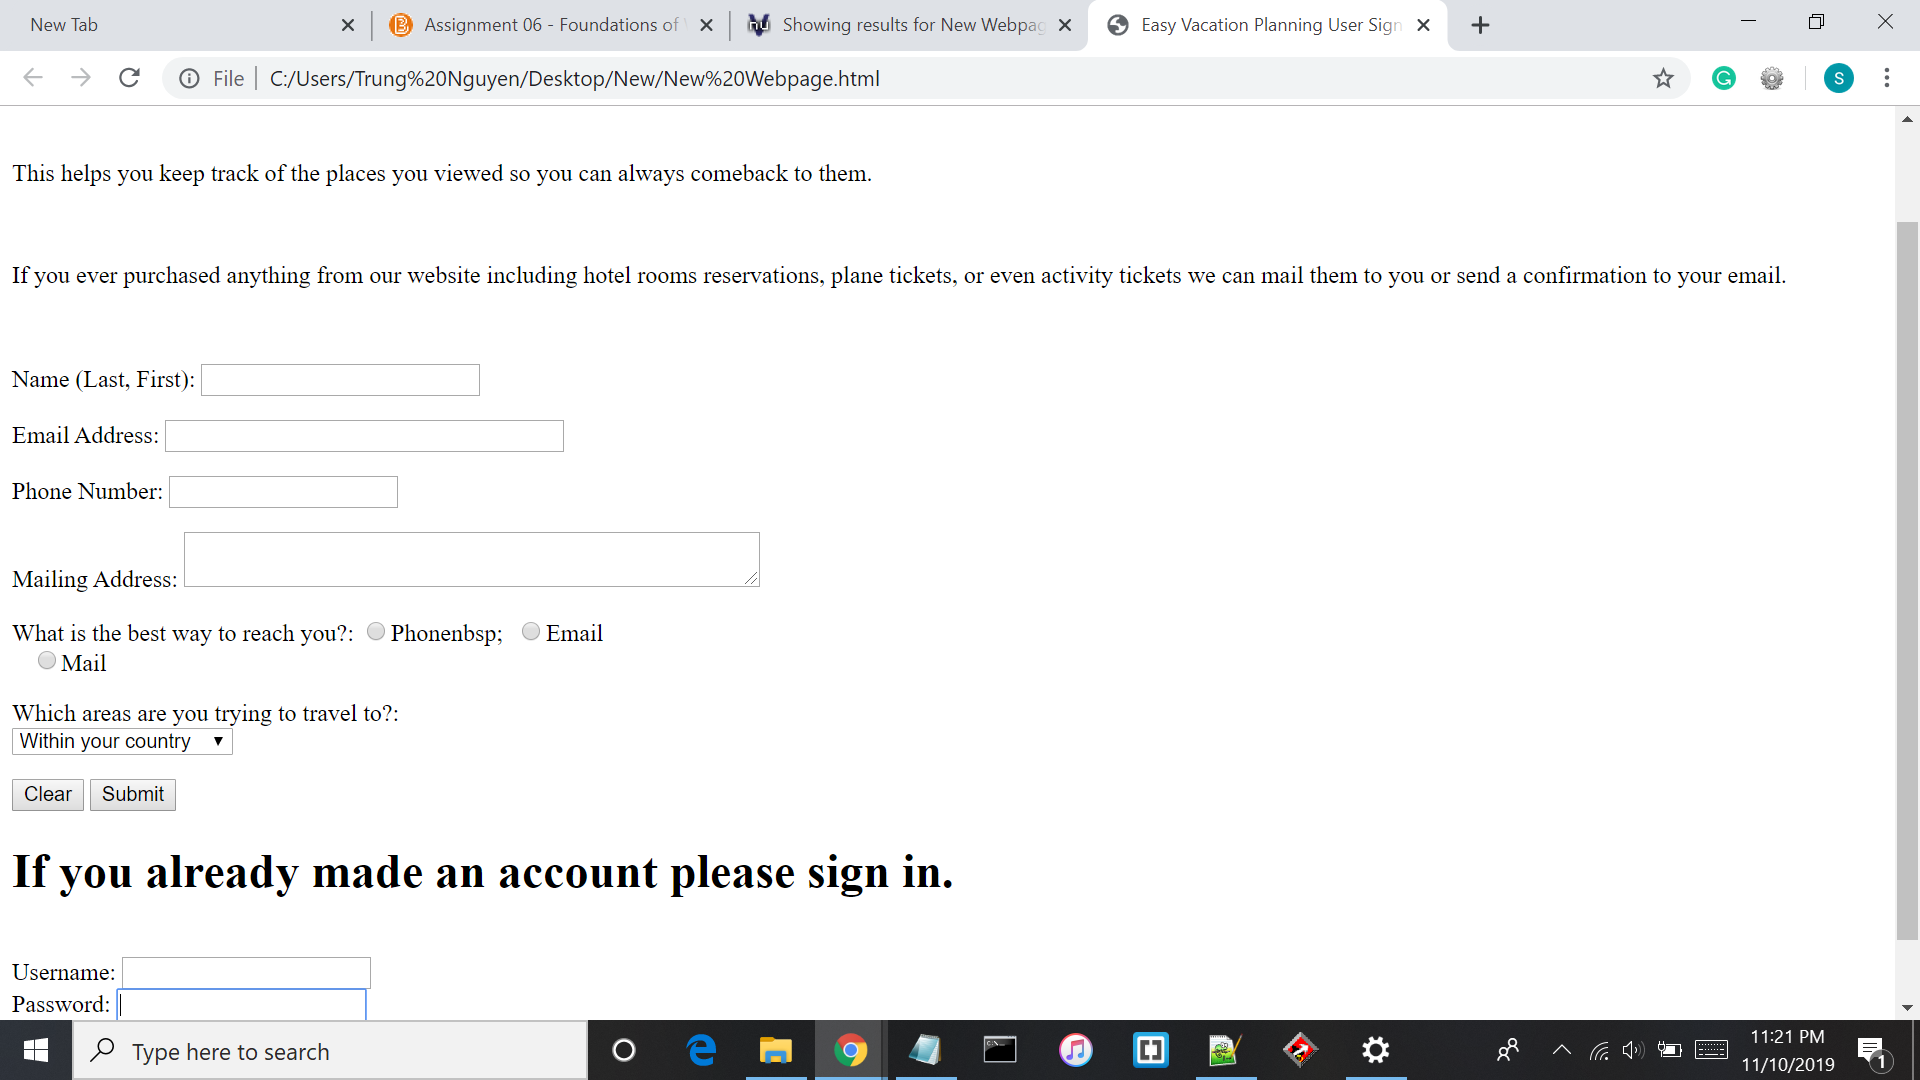 New Tab
Assignment 06 - Foundations of
Showing results for New Webpag
Easy Vacation Planning User Sign
File
C:/Users/Trung%20Nguyen/Desktop/New/New%20Webpage.html
S
This helps you keep track of the places you viewed so you can always comeback to them.
If you ever purchased anything from our website including hotel rooms reservations, plane tickets, or even activity tickets we can mail them to you or send a confirmation to your email.
Name (Last, First):
Email Address:
Phone Number:
Mailing Address:
What is the best way to reach you?: Phonenbsp; Email
Mail
Which areas are you trying to travel to?:
Within your country
Clear Submit
If you already made an account please sign in.
Username:
Password:
Type here to search
11:21 PM
11/10/2019
1